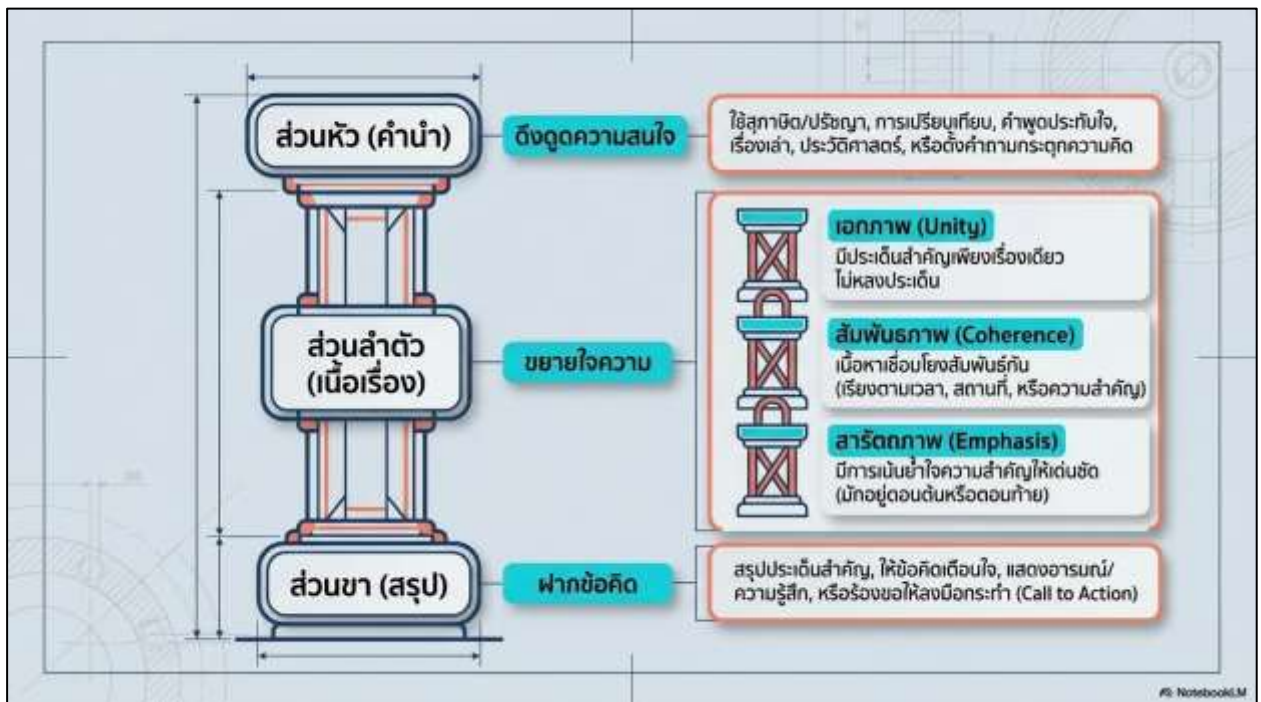 ส่วนหัว (คำนำ)
ดึงดูดความสนใจ
ใช้สุภาษิต/ปรัชญา, การเปรียบเทียบ, คำพูดประทับใจ,
เรื่องเล่า, ประวัติศาสตร์, หรือตั้งคำถามกระตุกความคิด
ส่วนลำตัว
(เนื้อเรื่อง)
ขยายใจความ
เอกภาพ (Unity)
มีประเด็นสำคัญเพียงเรื่องเดียว
ไม่หลงประเด็น
สัมพันธภาพ (Coherence)
เนื้อหาเชื่อมโยงสัมพันธ์กัน
(เรียงตามเวลา, สถานที่, หรือความสำคัญ)
สารัตถภาพ (Emphasis)
มีการเน้นย้ำใจความสำคัญให้เด่นชัด
(มักอยู่ตอนต้นหรือตอนท้าย)
ส่วนขา (สรุป)
ฝากข้อคิด
สรุปประเด็นสำคัญ, ให้ข้อคิดเตือนใจ, แสดงอารมณ์/
ความรู้สึก, หรือร้องขอให้ลงมือกระทำ (Call to Action)
NotebookLM